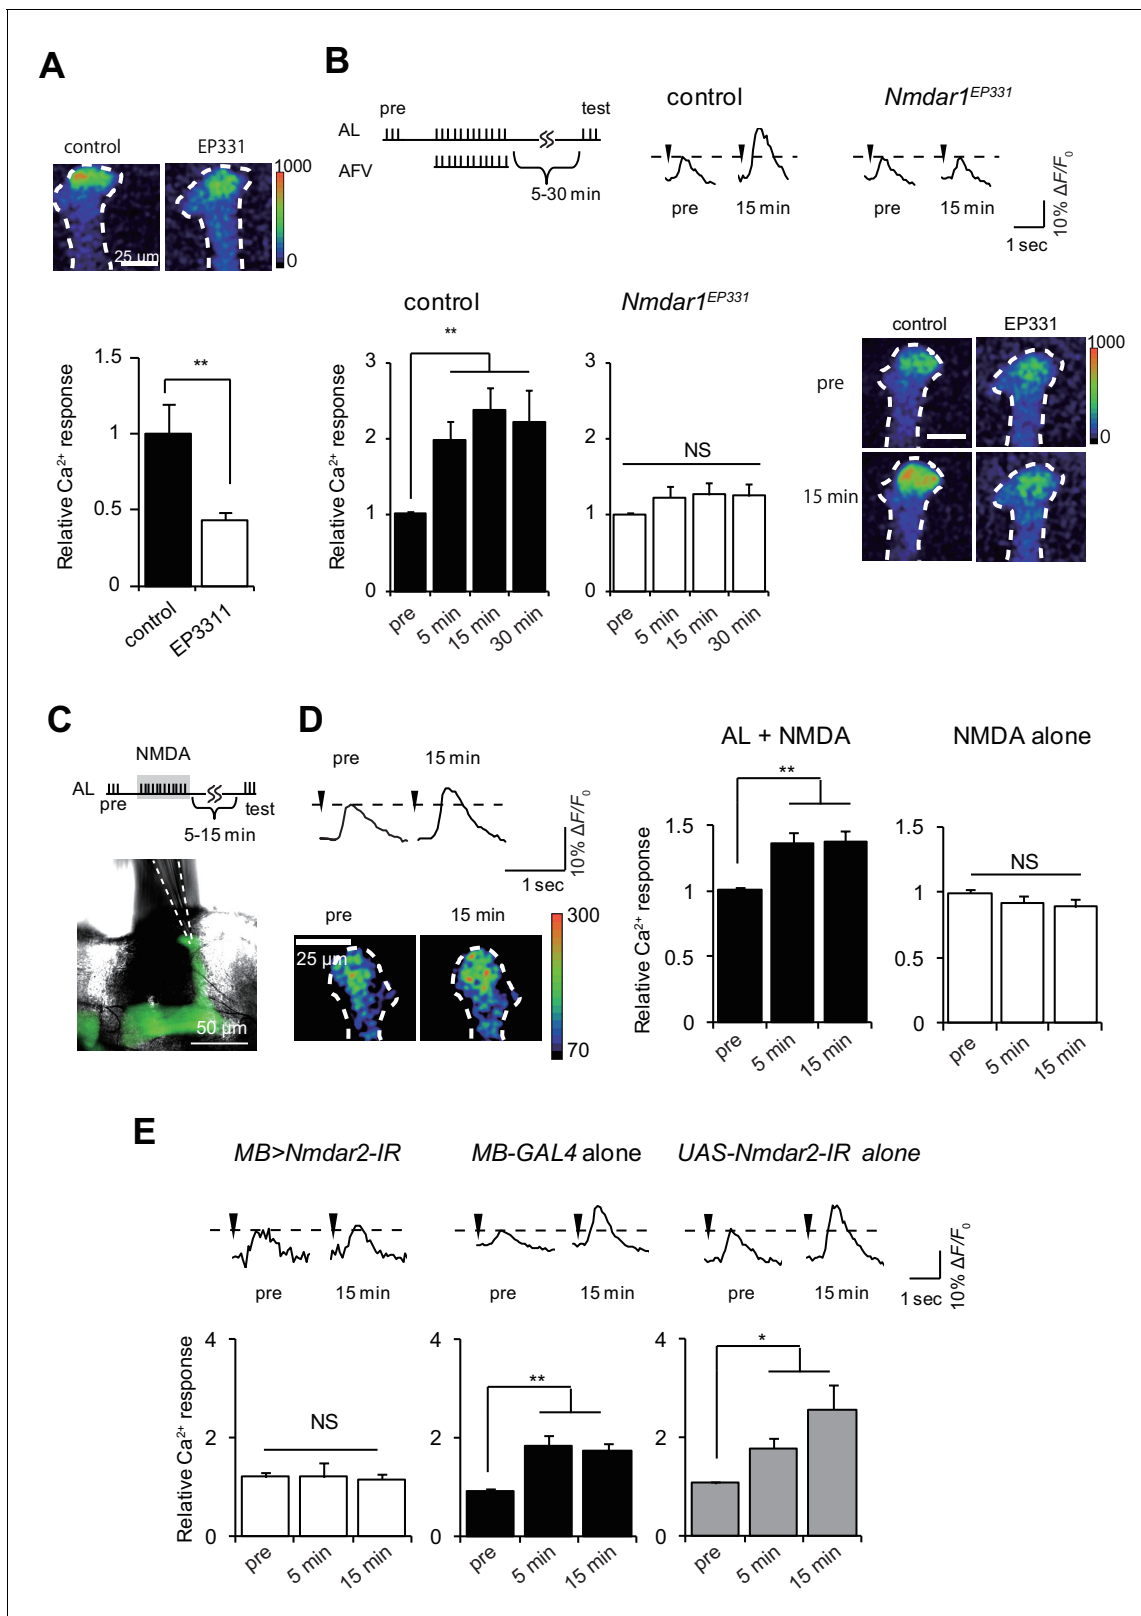 A
control
EP331
1000
0
25 µm
Relative Ca²⁺ response
1.5
1
0.5
0
**
control
EP3311
B
pre
test
AL
AFV
5-30 min
control
Nmdar1^EP331
pre
15 min
pre
15 min
10% ΔF/F₀
1 sec
control
**
Relative Ca²⁺ response
3
2
1
0
pre
5 min
15 min
30 min
Nmdar1^EP331
3
2
1
0
NS
pre
5 min
15 min
30 min
control
EP331
pre
15 min
1000
0
C
NMDA
AL
pre
test
5-15 min
50 µm
D
pre
15 min
10% ΔF/F₀
1 sec
pre
15 min
25 µm
300
70
AL + NMDA
**
Relative Ca²⁺ response
1.5
1
0.5
0
pre
5 min
15 min
NMDA alone
1.5
1
0.5
0
NS
pre
5 min
15 min
E
MB>Nmdar2-IR
MB-GAL4 alone
UAS-Nmdar2-IR alone
pre
15 min
pre
15 min
pre
15 min
10% ΔF/F₀
1 sec
Relative Ca²⁺ response
4
2
0
NS
pre
5 min
15 min
4
2
0
**
pre
5 min
15 min
4
2
0
*
pre
5 min
15 min